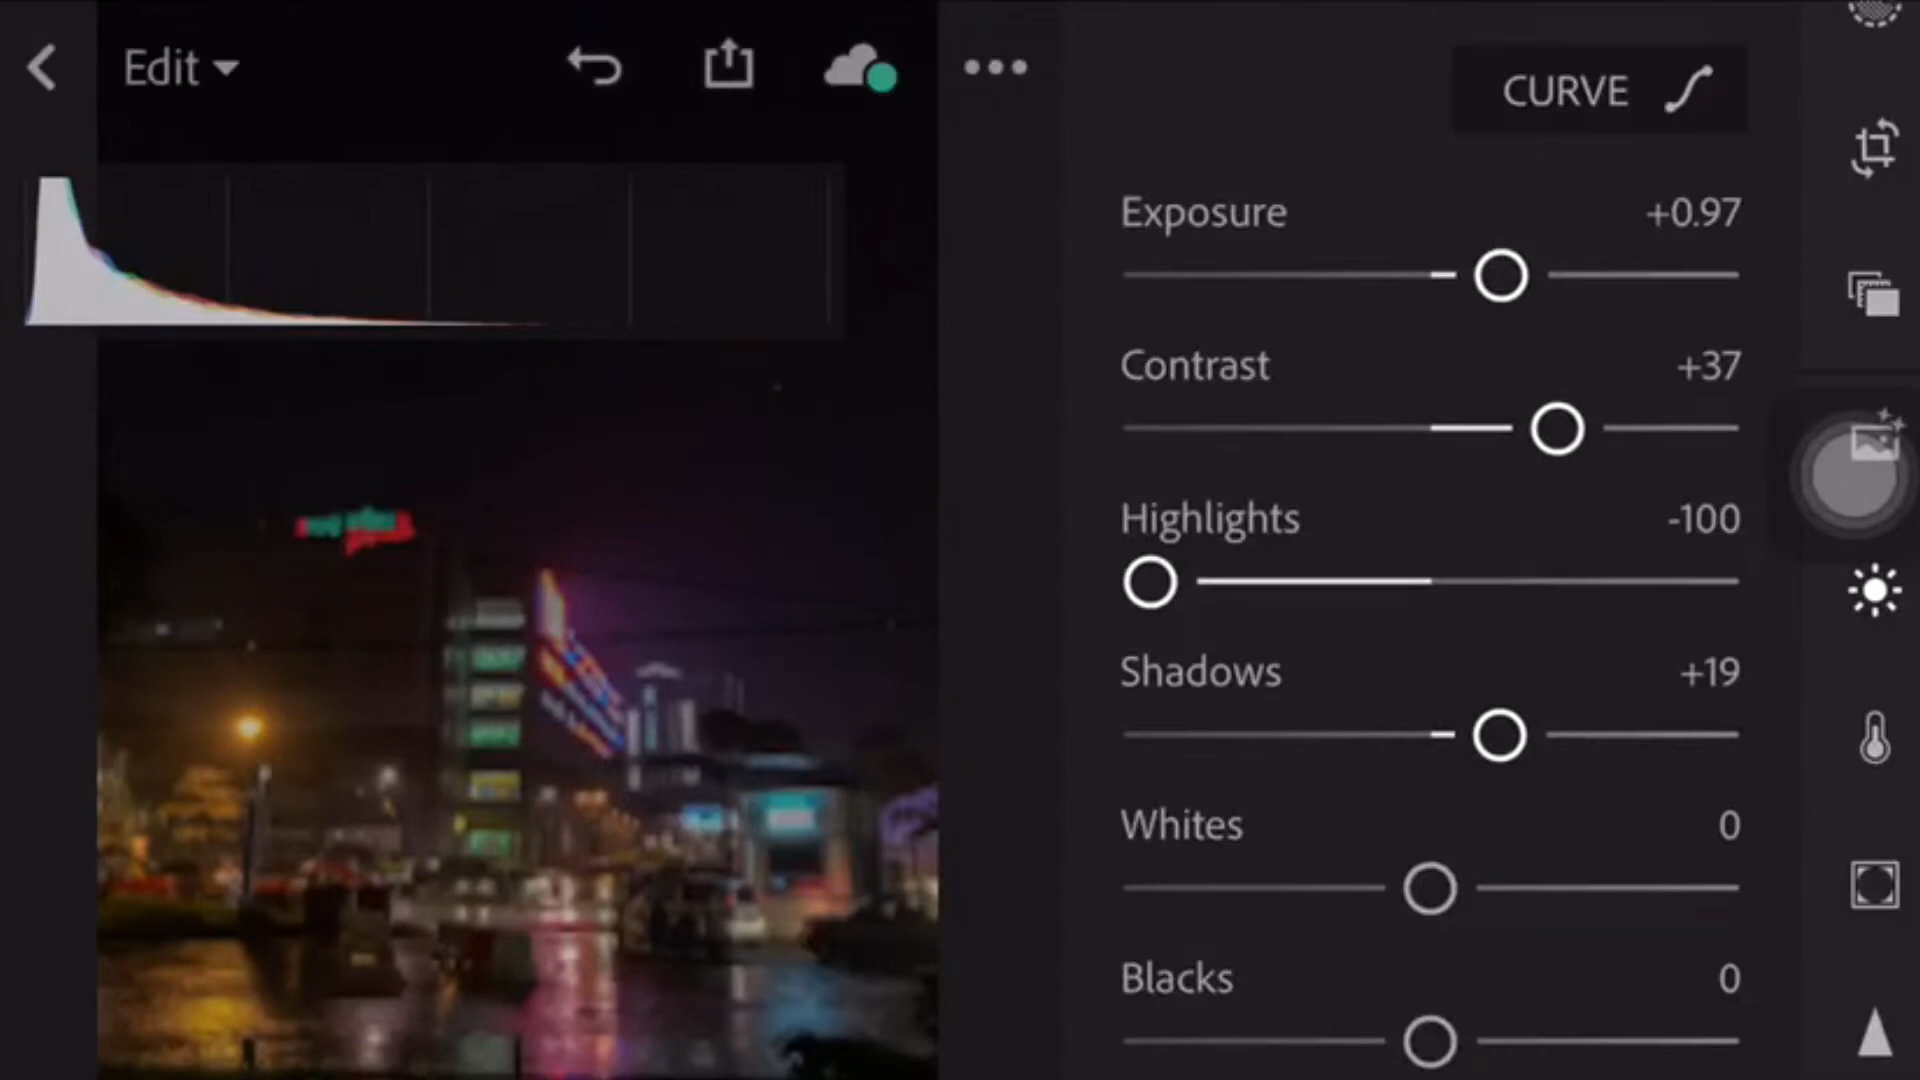 Edit
CURVE
Exposure +0.97
Contrast +37
Highlights -100
Shadows +19
Whites 0
Blacks 0